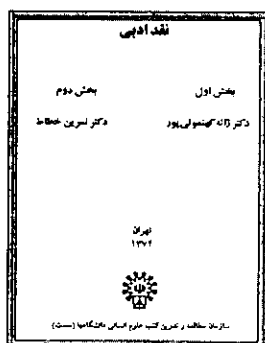 نقد ادبی
بخش اول
بخش دوم
دکتر ژاله کهنمولی‌پور
دکتر نسرین خطاط
تهران
۱۳۷۴
سازمان مطالعه و تدوین کتب علوم انسانی دانشگاهها (سمت)